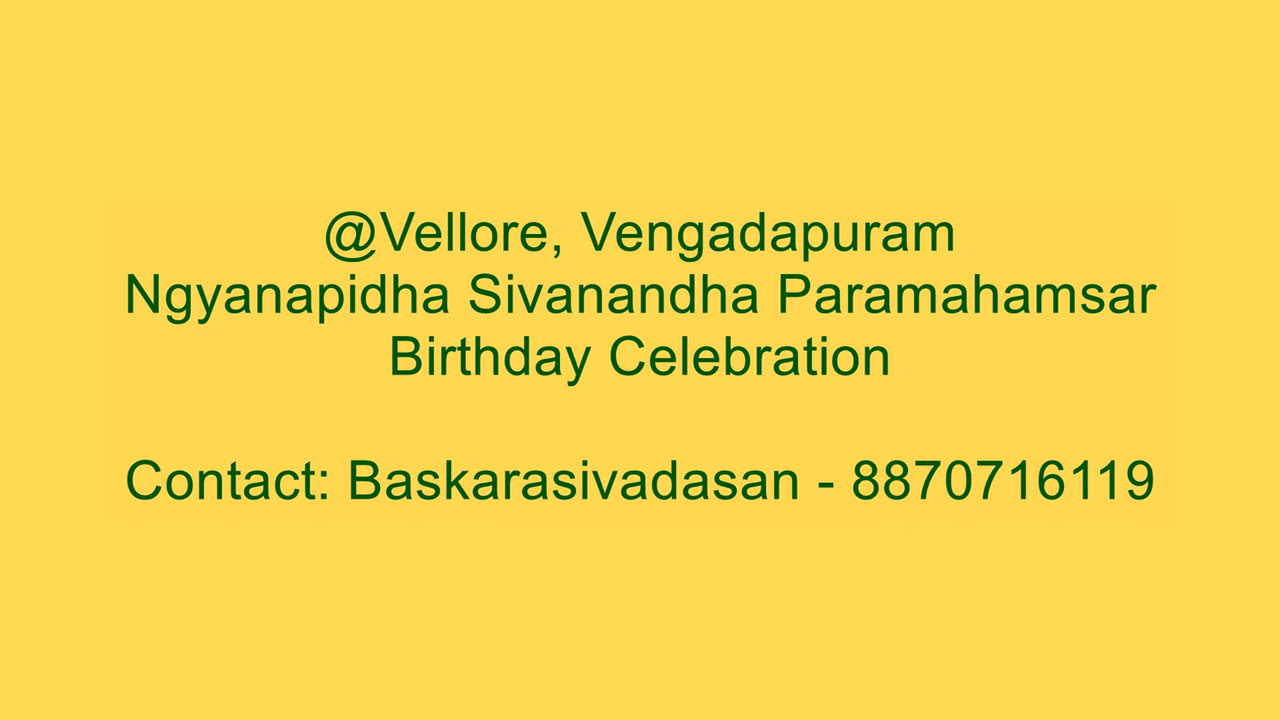 @Vellore, Vengadapuram
Ngyanapidha Sivanandha Paramahamsar
Birthday Celebration
Contact: Baskarasivadasan - 8870716119